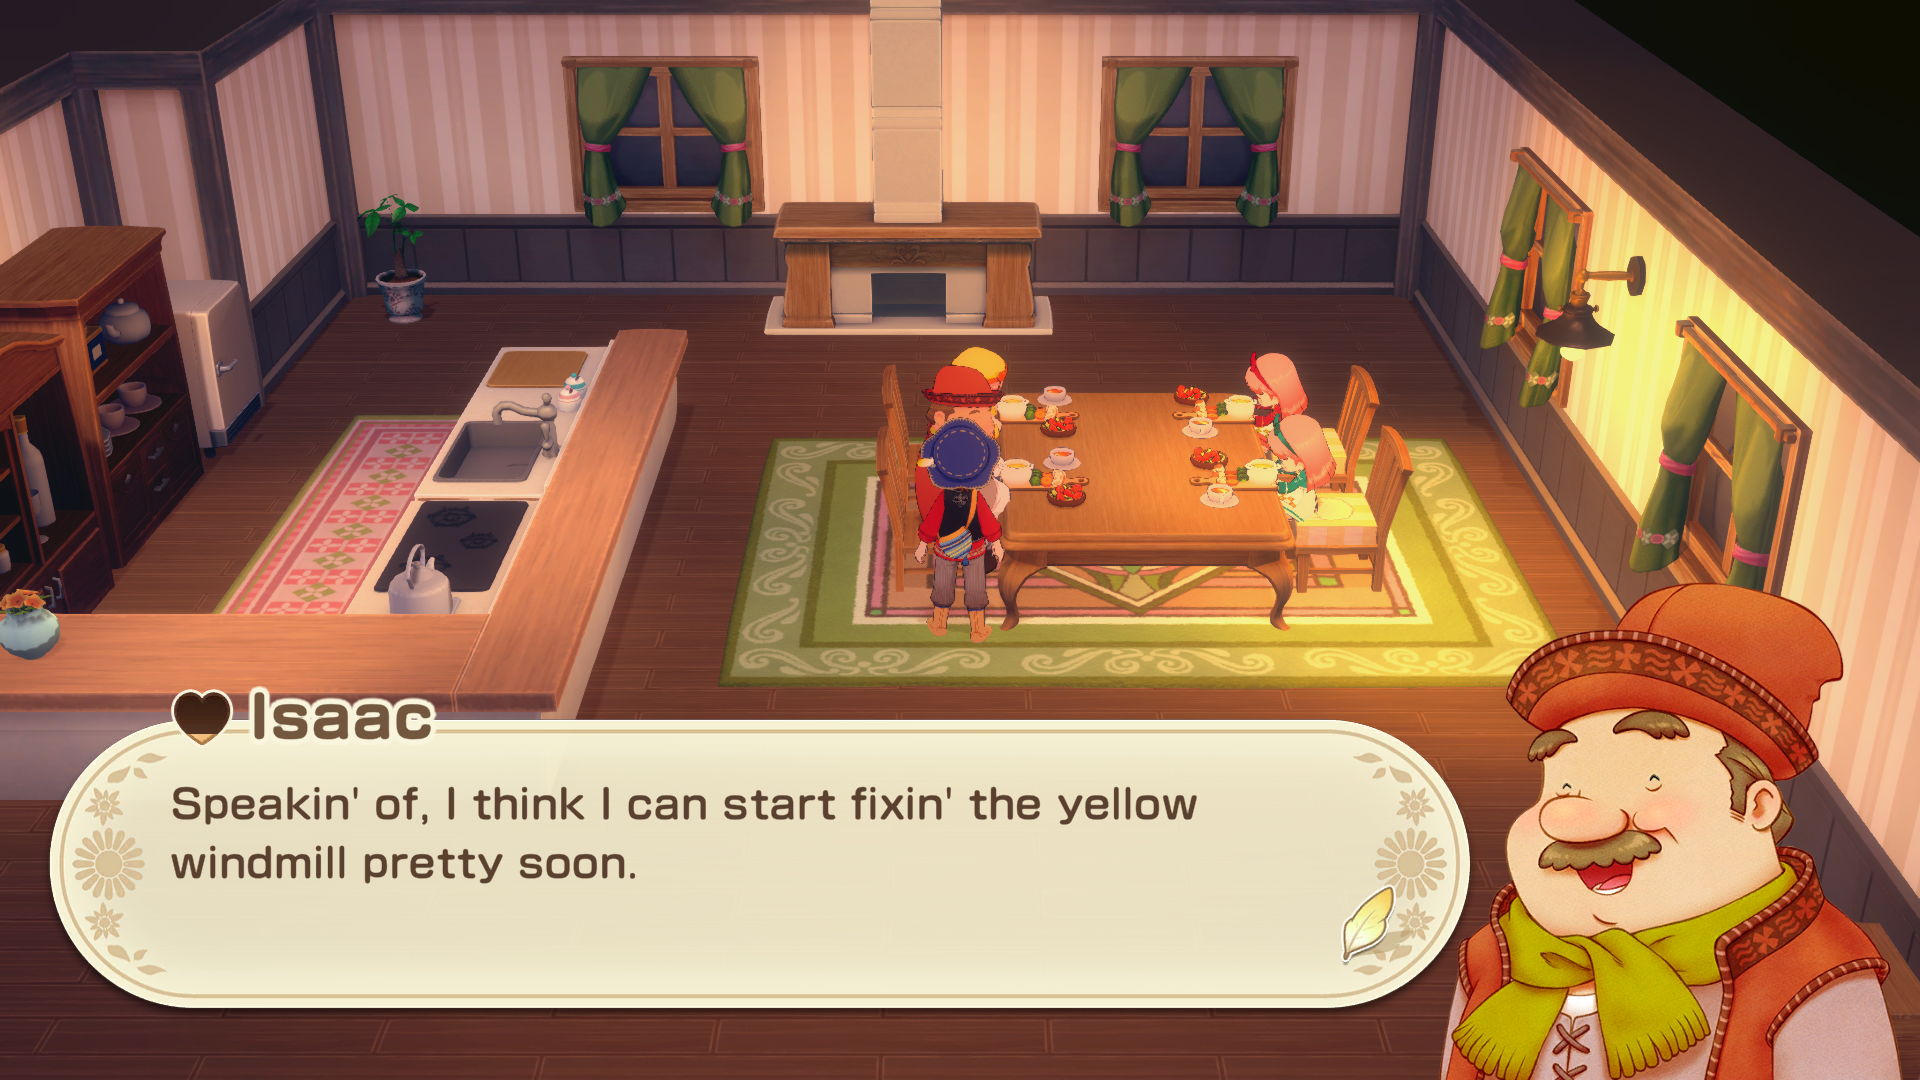 Isaac
Speakin' of, I think I can start fixin' the yellow
windmill pretty soon.